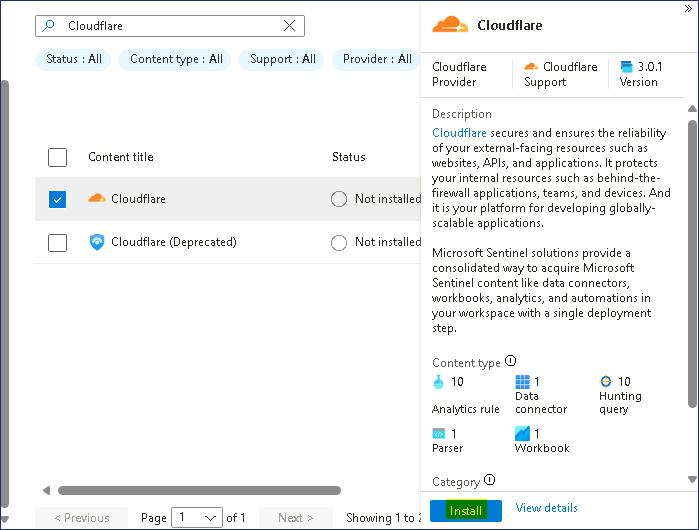 Cloudflare
Status : All
Content type : All
Support : All
Provider : All
Content title
Status
Cloudflare
Not installed
Cloudflare (Deprecated)
Not installed
< Previous
Page
1
of 1
Next >
Showing 1 to 2
»
Cloudflare
Cloudflare
Provider
Cloudflare
Support
3.0.1
Version
Description
Cloudflare secures and ensures the reliability
of your external-facing resources such as
websites, APIs, and applications. It protects
your internal resources such as behind-the-
firewall applications, teams, and devices. And
it is your platform for developing globally-
scalable applications.
Microsoft Sentinel solutions provide a
consolidated way to acquire Microsoft
Sentinel content like data connectors,
workbooks, analytics, and automations in
your workspace with a single deployment
step.
Content type
10
Analytics rule
1
Data
connector
10
Hunting
query
1
Parser
1
Workbook
Category
Install
View details